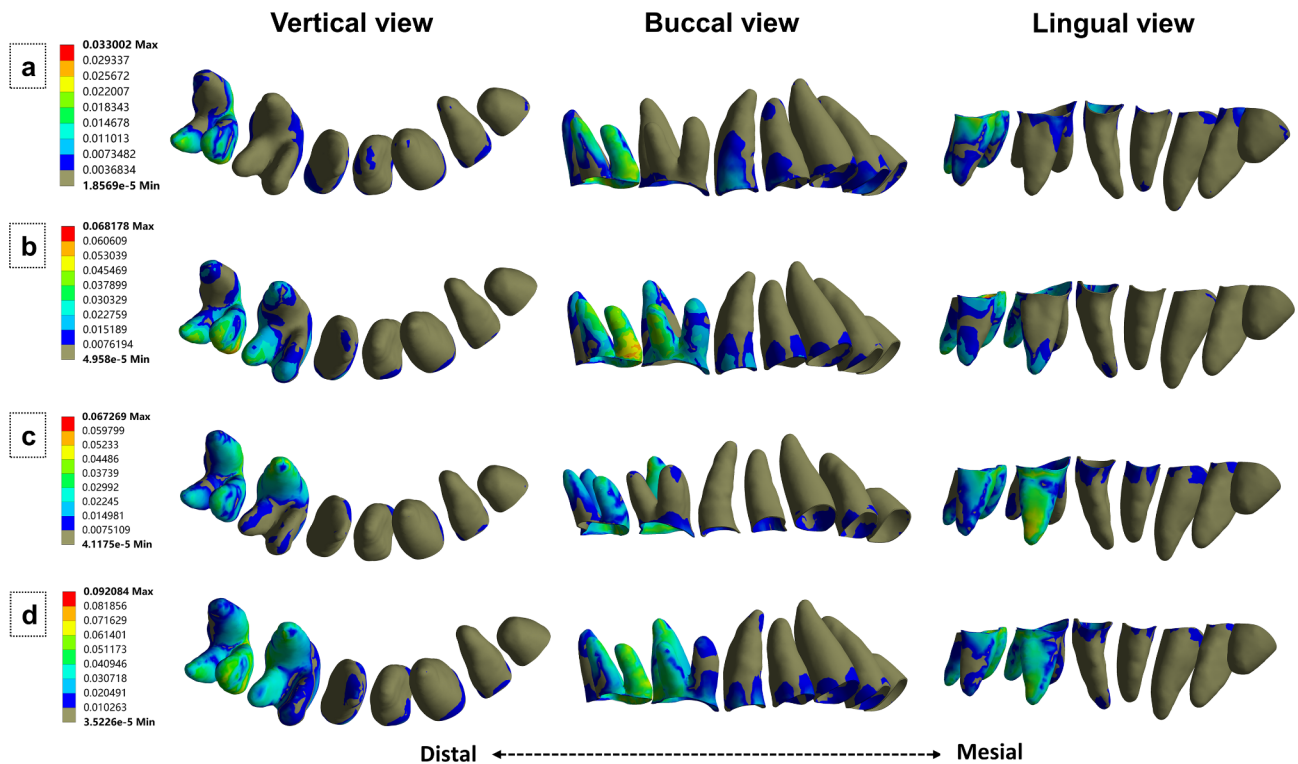 Vertical view
Buccal view
Lingual view
a
0.033002 Max
0.029337
0.025672
0.022007
0.018343
0.014678
0.011013
0.0073482
0.0036834
1.8569e-5 Min
b
0.068178 Max
0.060609
0.053039
0.045469
0.037899
0.030329
0.022759
0.015189
0.0076194
4.958e-5 Min
c
0.067269 Max
0.059799
0.05233
0.04486
0.03739
0.02992
0.02245
0.014981
0.0075109
4.1175e-5 Min
d
0.092084 Max
0.081856
0.071629
0.061401
0.051173
0.040946
0.030718
0.020491
0.010263
3.5226e-5 Min
Distal
Mesial